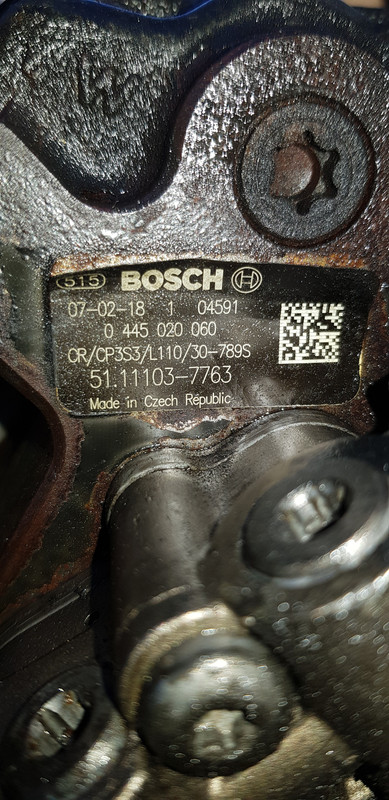 515 BOSCH
07-02-18 1 04591
0 445 020 060
CR/CP3S3/L110/30-789S
51.11103-7763
Made in Czech Republic